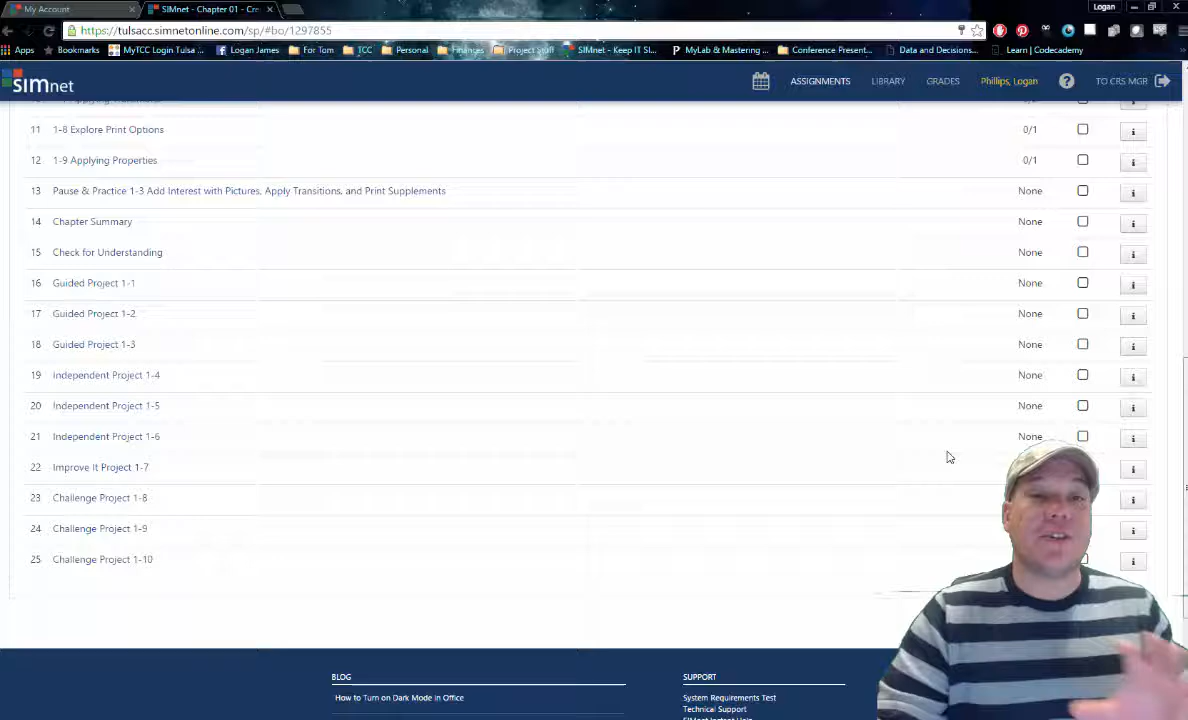 My Account
SIMnet - Chapter 01 - Cre
Logan
https://tulsacc.simnetonline.com/sp/#bo/1297855
Apps Bookmarks MyTCC Login Tulsa ... Logan James For Tom TCC Personal Finances Project Stuff SIMnet - Keep IT SI... MyLab & Mastering ... Conference Present... Data and Decisions... Learn | Codecademy
SIMnet ASSIGNMENTS LIBRARY GRADES Phillips, Logan ? TO CRS MGR
11 1-8 Explore Print Options 0/1 i
12 1-9 Applying Properties 0/1 i
13 Pause & Practice 1-3 Add Interest with Pictures, Apply Transitions, and Print Supplements None i
14 Chapter Summary None i
15 Check for Understanding None i
16 Guided Project 1-1 None i
17 Guided Project 1-2 None i
18 Guided Project 1-3 None i
19 Independent Project 1-4 None i
20 Independent Project 1-5 None i
21 Independent Project 1-6 None i
22 Improve It Project 1-7 i
23 Challenge Project 1-8 i
24 Challenge Project 1-9 i
25 Challenge Project 1-10 i
BLOG SUPPORT
How to Turn on Dark Mode in Office System Requirements Test
Technical Support